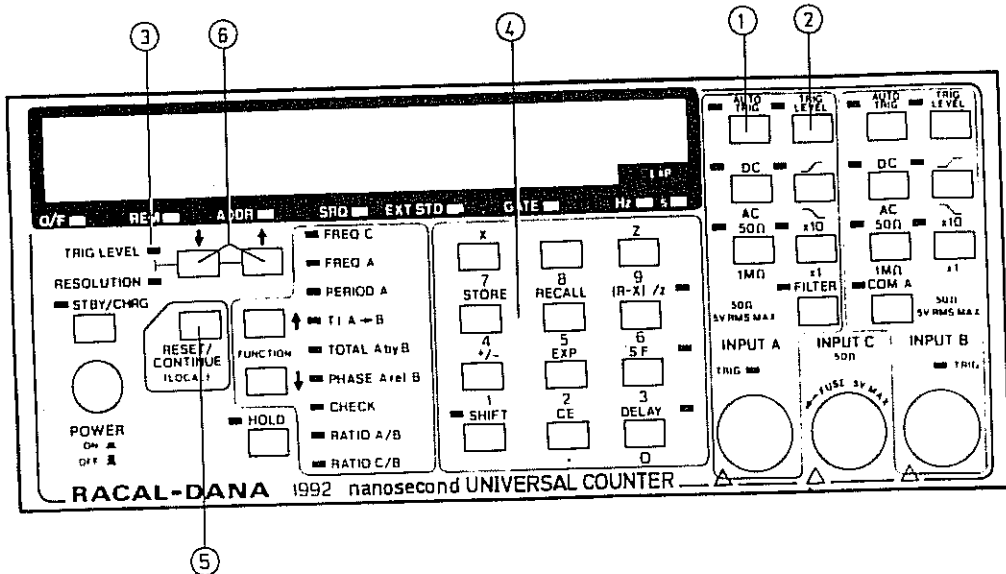 3 6 4 1 2
AUTO TRIG TRIG LEVEL AUTO TRIG TRIG LEVEL
O/F REM ADDR SRQ EXT STD GATE Hz s
DC DC
TRIG LEVEL ↓ ↑
RESOLUTION
STBY/CHRG
RESET/
CONTINUE
(LOCAL)
POWER
ON
OFF
FUNCTION
↑
↓
HOLD
FREQ C
FREQ A
PERIOD A
T.I A → B
TOTAL A by B
PHASE A rel B
CHECK
RATIO A/B
RATIO C/B
X Z
7 8 9
STORE RECALL (R-X)/z
4 5 6
+/- EXP SF
1 2 3
SHIFT CE DELAY
. 0
AC 50Ω x10 AC 50Ω x10
1MΩ x1 1MΩ x1
FILTER COM A
50Ω 5V RMS MAX 50Ω 5V RMS MAX
INPUT A INPUT C 50Ω INPUT B
TRIG TRIG
FUSE 5V MAX
RACAL-DANA 1992 nanosecond UNIVERSAL COUNTER
5